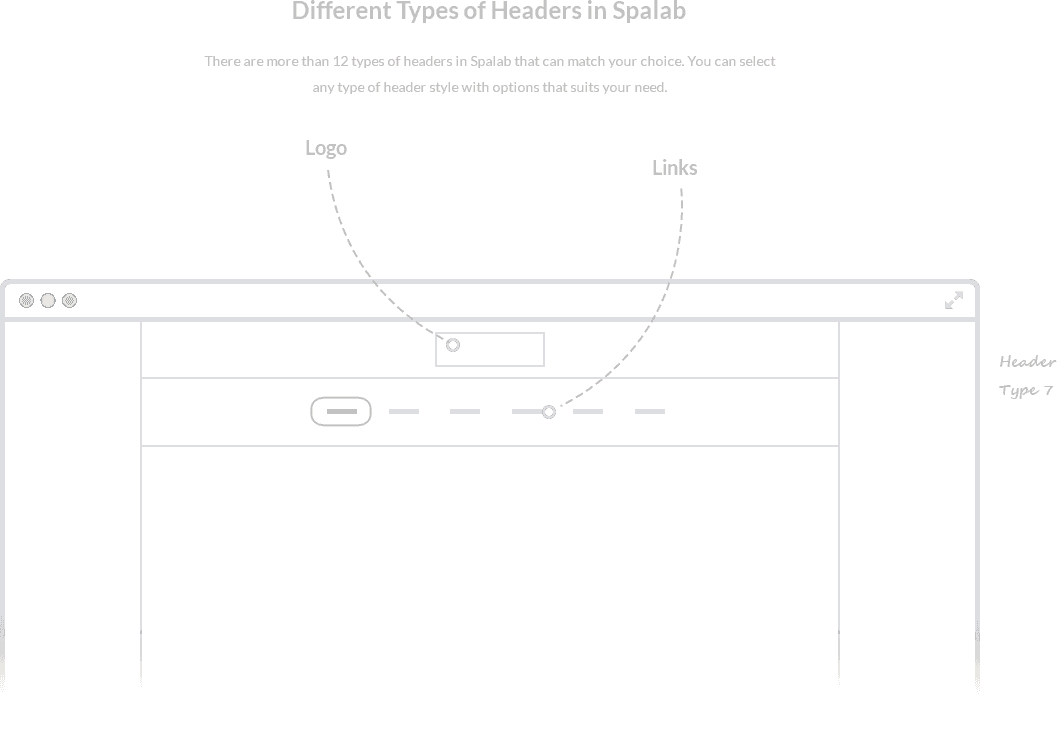 Different Types of Headers in Spalab
There are more than 12 types of headers in Spalab that can match your choice. You can select
any type of header style with options that suits your need.
Logo
Links
Header
Type 7